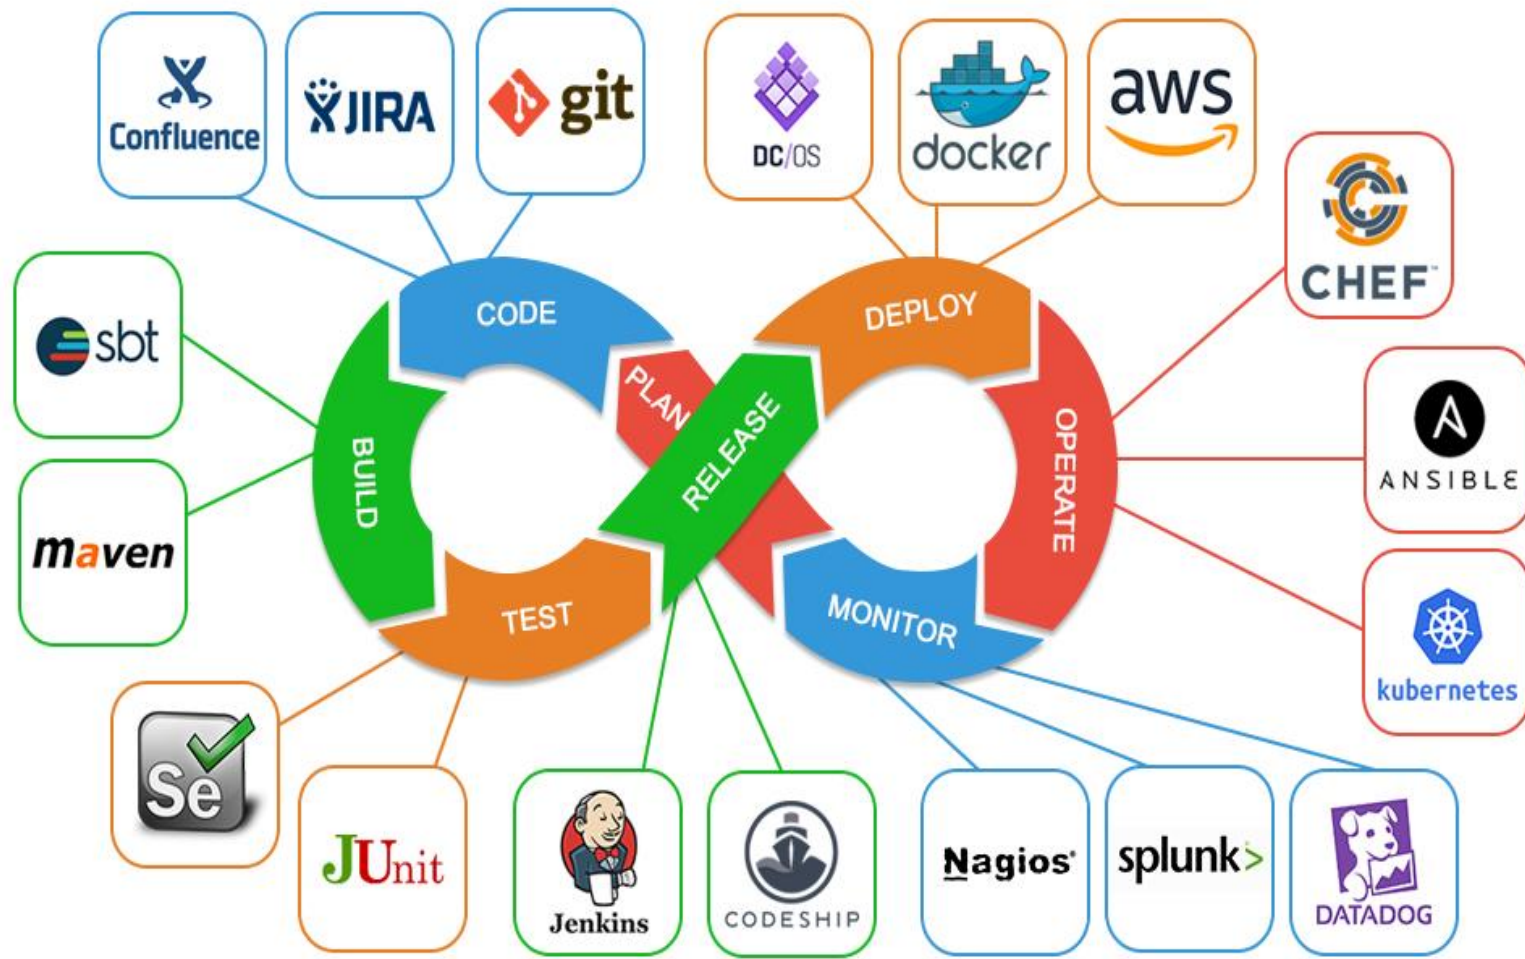 Confluence
JIRA
git
DC/OS
docker
aws
CHEF™
sbt
CODE
DEPLOY
PLAN
RELEASE
BUILD
OPERATE
ANSIBLE
maven
TEST
MONITOR
kubernetes
Se
JUnit
Jenkins
CODESHIP
Nagios®
splunk>
DATADOG